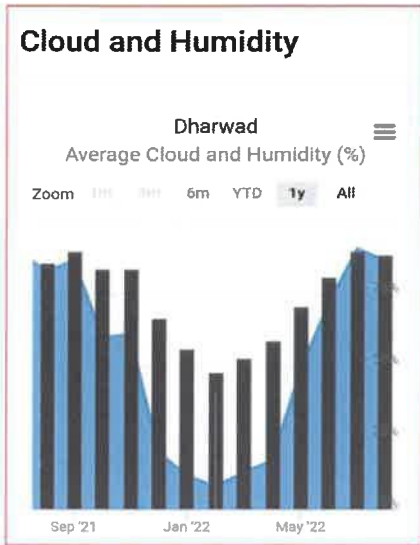 Cloud and Humidity
Dharwad
Average Cloud and Humidity (%)
Zoom 6m YTD 1y All
Sep '21 Jan '22 May '22